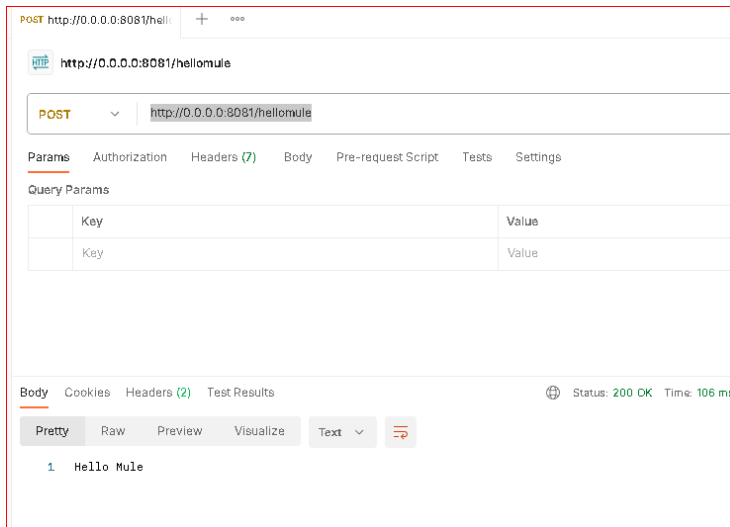 POST http://0.0.0.0:8081/hell
HTTP http://0.0.0.0:8081/hellomule
POST http://0.0.0.0:8081/hellomule
Params Authorization Headers (7) Body Pre-request Script Tests Settings
Query Params
Key Value
Key Value
Body Cookies Headers (2) Test Results Status: 200 OK Time: 106 ms
Pretty Raw Preview Visualize Text
1 Hello Mule